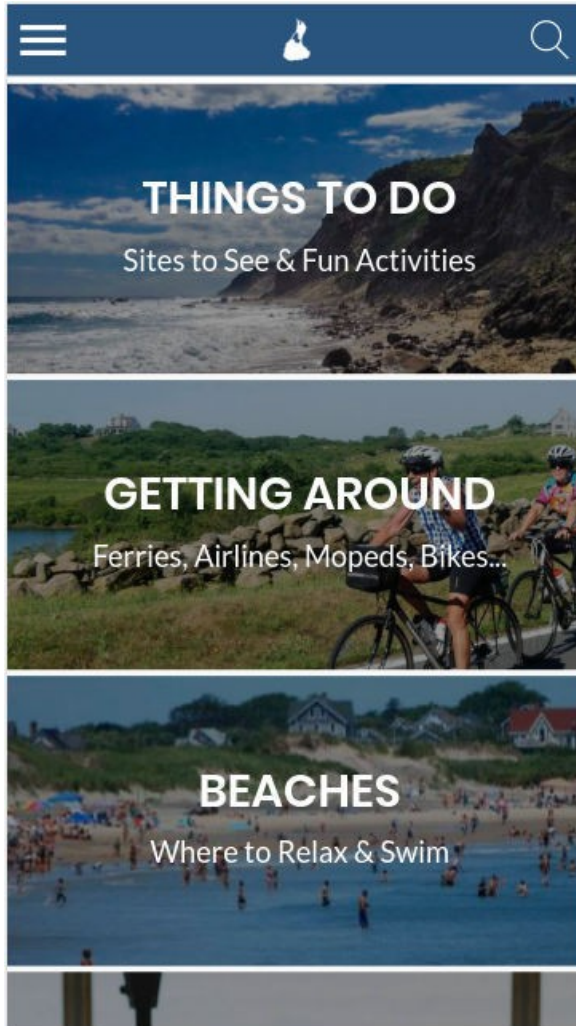 THINGS TO DO
Sites to See & Fun Activities
GETTING AROUND
Ferries, Airlines, Mopeds, Bikes...
BEACHES
Where to Relax & Swim